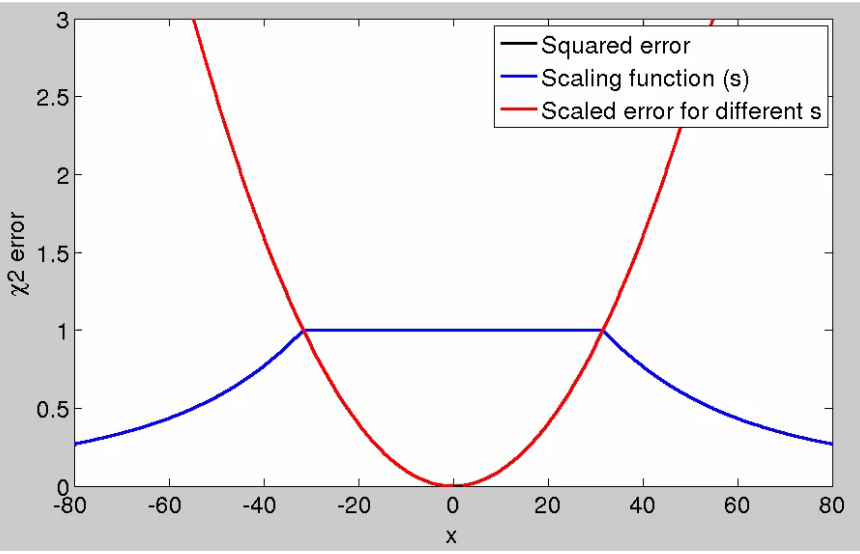 3
2.5
2
1.5
1
0.5
0
χ2 error
Squared error
Scaling function (s)
Scaled error for different s
-80 -60 -40 -20 0 20 40 60 80
x